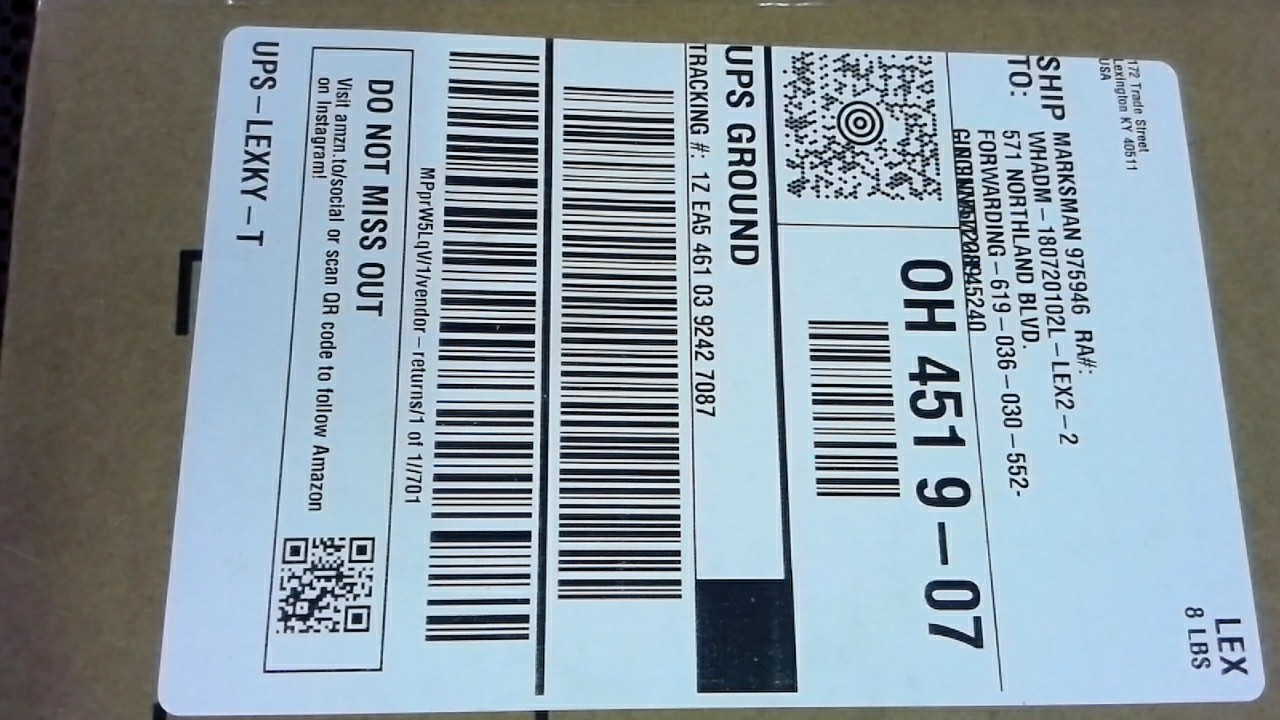 172 Trade Street
Lexington KY 40511
USA
LEX
8 LBS
SHIP
TO:
MARKSMAN 975946 RA#:
WHADM - 180720102L - LEX2 - 2
571 NORTHLAND BLVD.
FORWARDING - 619 - 036 - 030 - 552-
OH 451 9 - 07
UPS GROUND
TRACKING #: 1Z EA5 461 03 9242 7087
MPprW5LqV/1/vendor - returns/1 of 1//701
DO NOT MISS OUT
Visit amzn.to/social or scan QR code to follow Amazon
on Instagram!
UPS - LEXKY - T